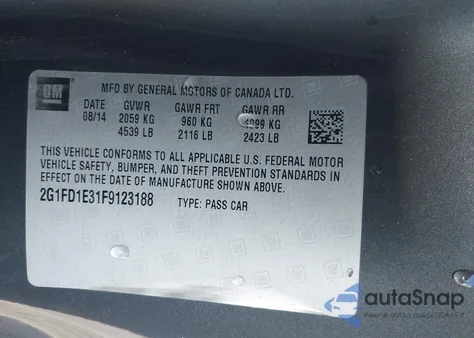 GM
MFD BY GENERAL MOTORS OF CANADA LTD.
DATE GVWR GAWR FRT GAWR RR
08/14 2059 KG 960 KG 1099 KG
4539 LB 2116 LB 2423 LB
THIS VEHICLE CONFORMS TO ALL APPLICABLE U.S. FEDERAL MOTOR
VEHICLE SAFETY, BUMPER, AND THEFT PREVENTION STANDARDS IN
EFFECT ON THE DATE OF MANUFACTURE SHOWN ABOVE.
2G1FD1E31F9123188 TYPE: PASS CAR
autoSnap